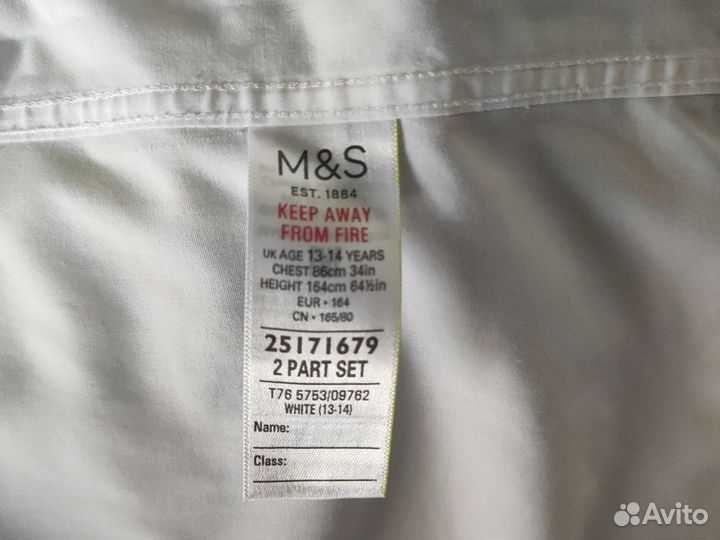 M&S
EST. 1884
KEEP AWAY
FROM FIRE
UK AGE 13-14 YEARS
CHEST 86cm 34in
HEIGHT 164cm 64½in
EUR • 164
CN • 165/80
25171679
2 PART SET
T76 5753/09762
WHITE (13-14)
Name:
Class:
Avito